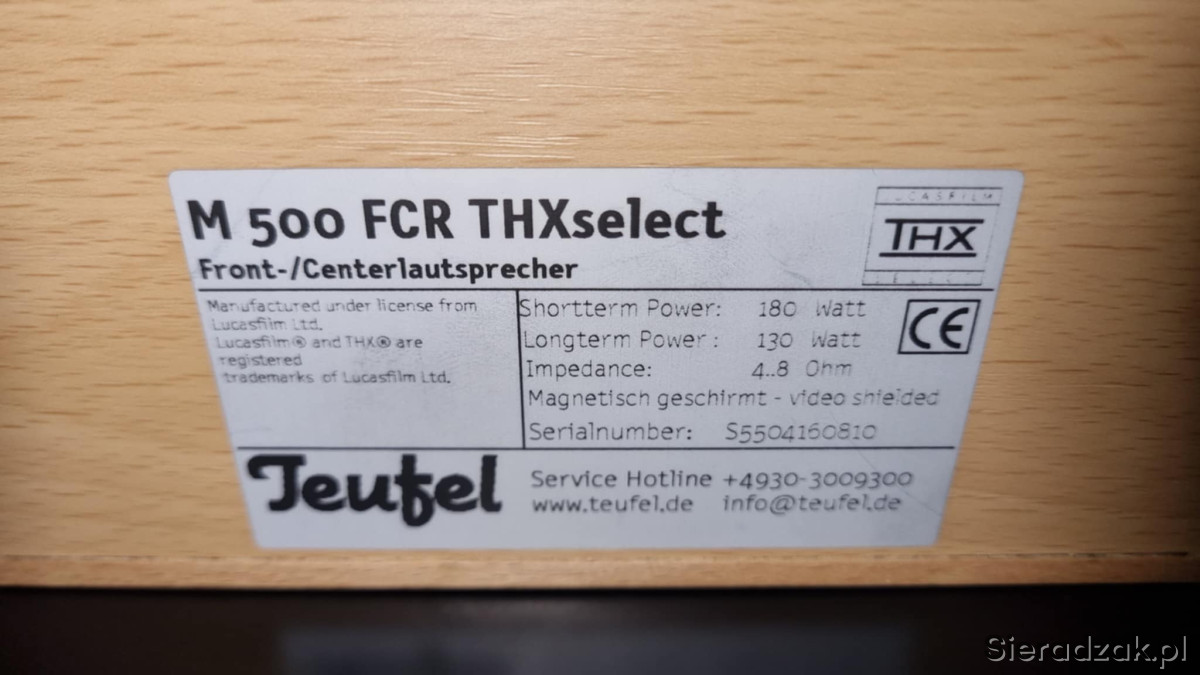 M 500 FCR THXselect
Front-/Centerlautsprecher
LUCASFILM
THX
SELECT
Manufactured under license from
Lucasfilm Ltd.
Lucasfilm® and THX® are
registered
trademarks of Lucasfilm Ltd.
Shortterm Power: 180 Watt
Longterm Power : 130 Watt
Impedance: 4..8 Ohm
Magnetisch geschirmt - video shielded
Serialnumber: S5504160810
CE
Teufel
Service Hotline +4930-3009300
www.teufel.de info@teufel.de
Sieradzak.pl